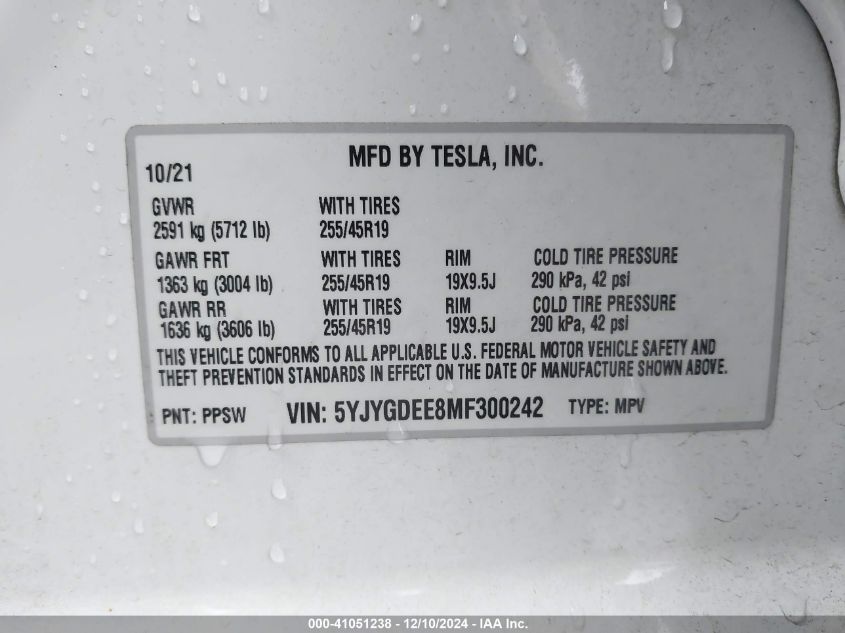 MFD BY TESLA, INC.
10/21
GVWR WITH TIRES
2591 kg (5712 lb) 255/45R19
GAWR FRT WITH TIRES RIM COLD TIRE PRESSURE
1363 kg (3004 lb) 255/45R19 19X9.5J 290 kPa, 42 psi
GAWR RR WITH TIRES RIM COLD TIRE PRESSURE
1636 kg (3606 lb) 255/45R19 19X9.5J 290 kPa, 42 psi
THIS VEHICLE CONFORMS TO ALL APPLICABLE U.S. FEDERAL MOTOR VEHICLE SAFETY AND
THEFT PREVENTION STANDARDS IN EFFECT ON THE DATE OF MANUFACTURE SHOWN ABOVE.
PNT: PPSW VIN: 5YJYGDEE8MF300242 TYPE: MPV
000-41051238 - 12/10/2024 - IAA Inc.